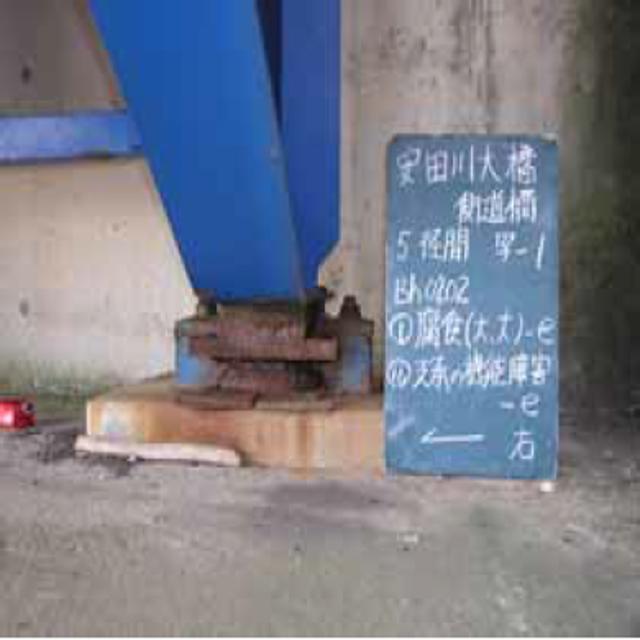 安田川大橋
側道橋
5径間 写-1
Bh0202
①腐食(大,大)-e
⑯支承の機能障害
-e
← 右